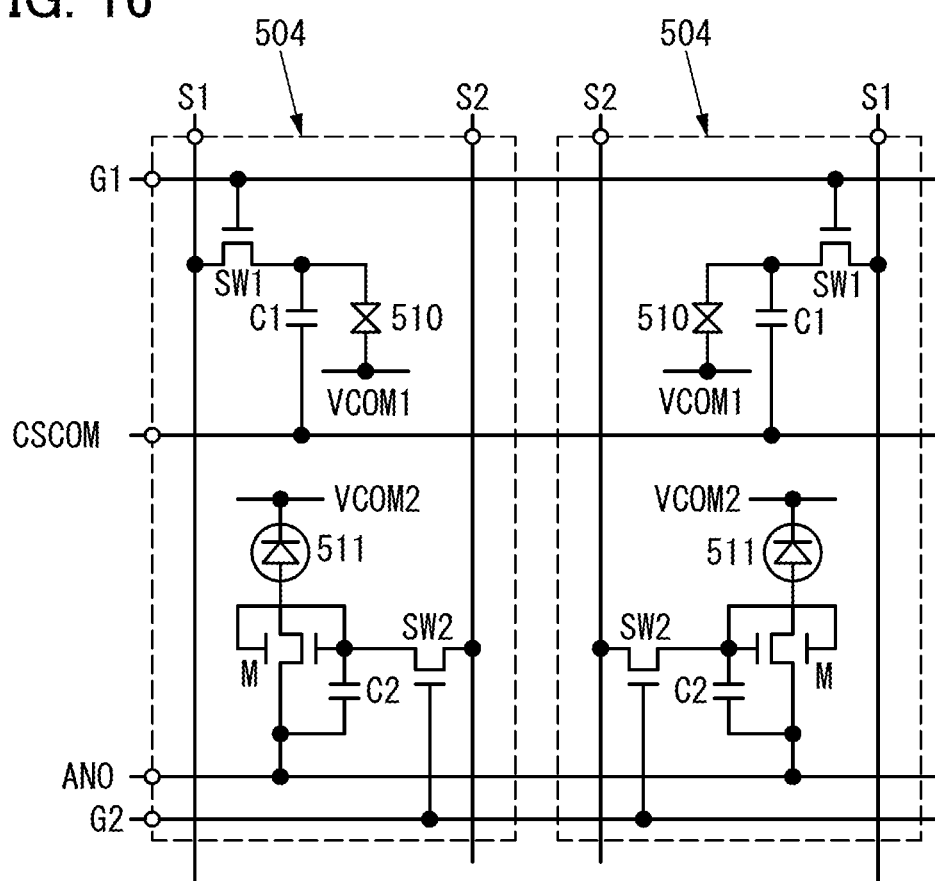 IG. 16
504 504
S1 S2 S2 S1
G1
SW1 SW1
C1 510 510 C1
VCOM1 VCOM1
CSCOM
VCOM2 VCOM2
511 511
SW2 SW2
M C2 C2 M
ANO
G2